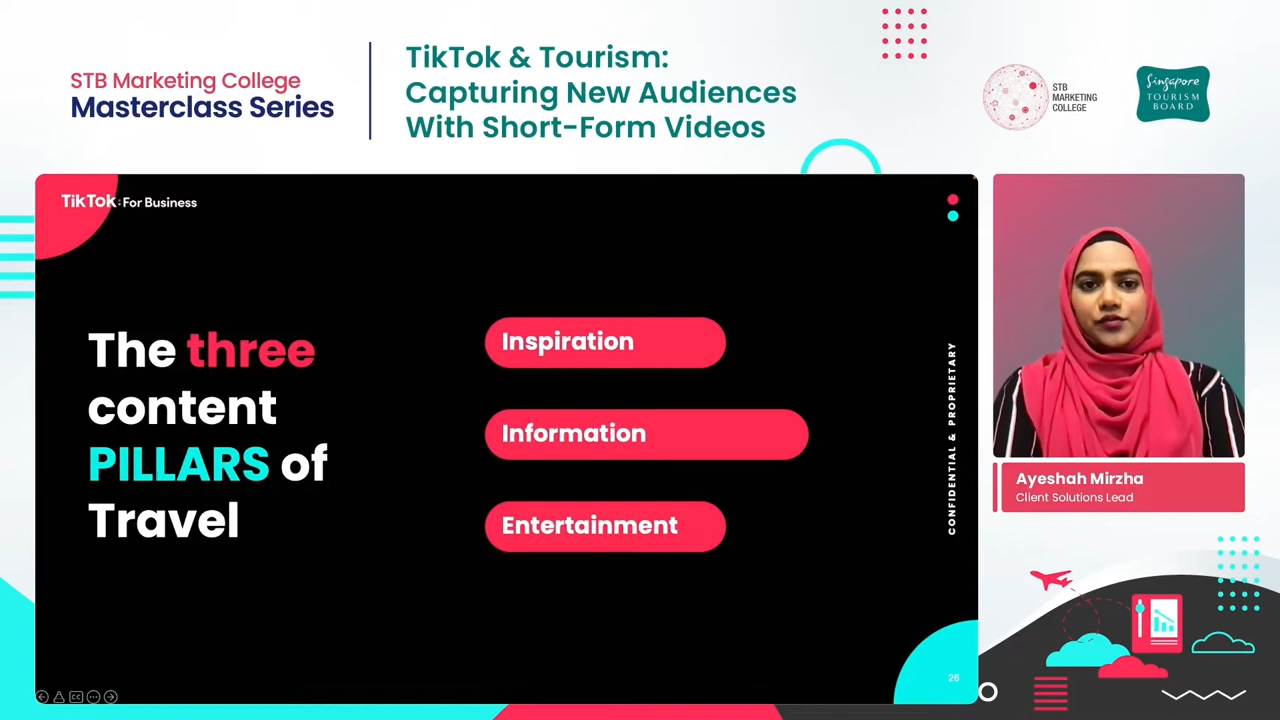 STB Marketing College
Masterclass Series
TikTok & Tourism:
Capturing New Audiences
With Short-Form Videos
STB
MARKETING
COLLEGE
Singapore
TOURISM
BOARD
TikTok: For Business
The three
content
PILLARS of
Travel
Inspiration
Information
Entertainment
CONFIDENTIAL & PROPRIETARY
26
CC
Ayeshah Mirzha
Client Solutions Lead